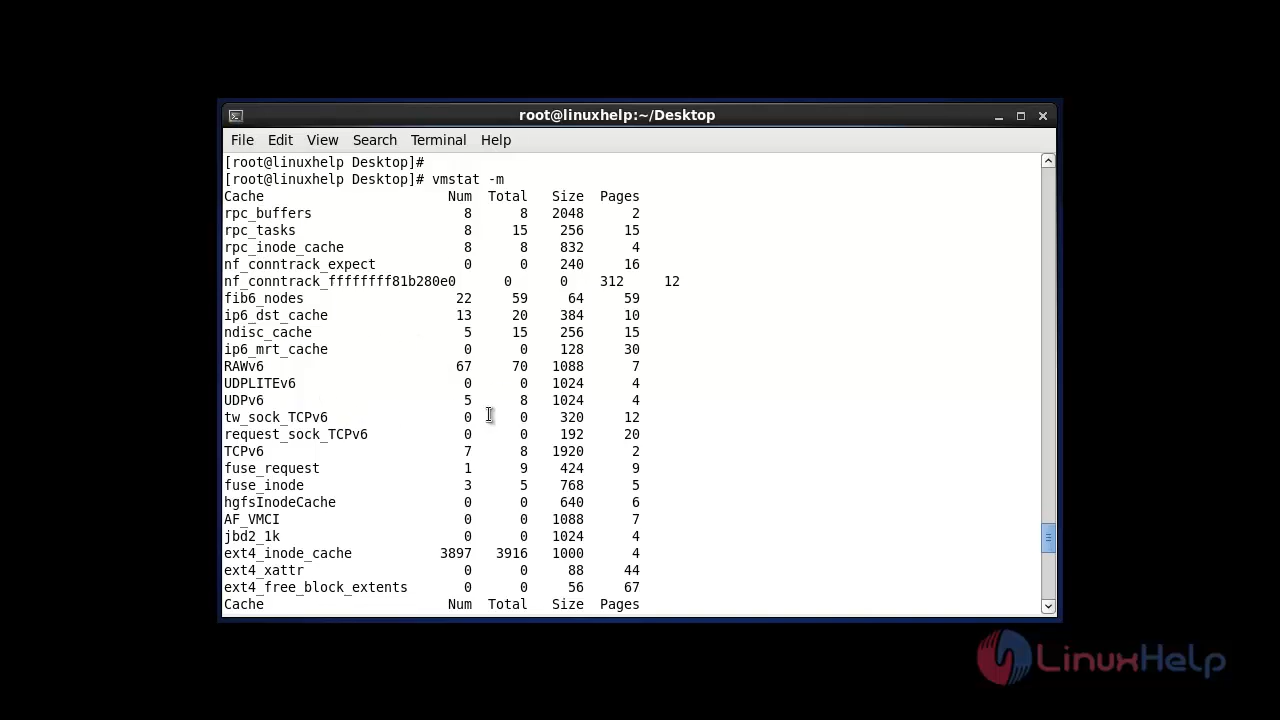 root@linuxhelp:~/Desktop
File Edit View Search Terminal Help
[root@linuxhelp Desktop]#
[root@linuxhelp Desktop]# vmstat -m
Cache Num Total Size Pages
rpc_buffers 8 8 2048 2
rpc_tasks 8 15 256 15
rpc_inode_cache 8 8 832 4
nf_conntrack_expect 0 0 240 16
nf_conntrack_ffffffff81b280e0 0 0 312 12
fib6_nodes 22 59 64 59
ip6_dst_cache 13 20 384 10
ndisc_cache 5 15 256 15
ip6_mrt_cache 0 0 128 30
RAWv6 67 70 1088 7
UDPLITEv6 0 0 1024 4
UDPv6 5 8 1024 4
tw_sock_TCPv6 0 0 320 12
request_sock_TCPv6 0 0 192 20
TCPv6 7 8 1920 2
fuse_request 1 9 424 9
fuse_inode 3 5 768 5
hgfsInodeCache 0 0 640 6
AF_VMCI 0 0 1088 7
jbd2_1k 0 0 1024 4
ext4_inode_cache 3897 3916 1000 4
ext4_xattr 0 0 88 44
ext4_free_block_extents 0 0 56 67
Cache Num Total Size Pages
LinuxHelp